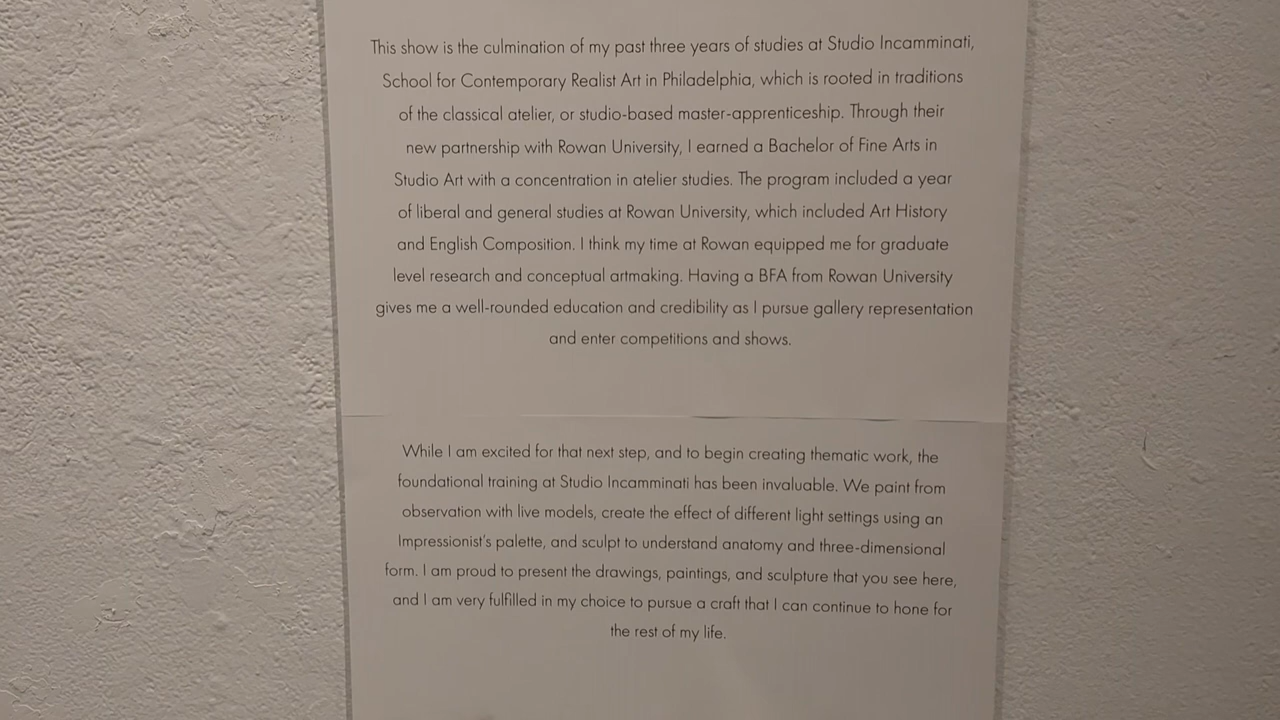 This show is the culmination of my past three years of studies at Studio Incamminati,
School for Contemporary Realist Art in Philadelphia, which is rooted in traditions
of the classical atelier, or studio-based master-apprenticeship. Through their
new partnership with Rowan University, I earned a Bachelor of Fine Arts in
Studio Art with a concentration in atelier studies. The program included a year
of liberal and general studies at Rowan University, which included Art History
and English Composition. I think my time at Rowan equipped me for graduate
level research and conceptual artmaking. Having a BFA from Rowan University
gives me a well-rounded education and credibility as I pursue gallery representation
and enter competitions and shows.
While I am excited for that next step, and to begin creating thematic work, the
foundational training at Studio Incamminati has been invaluable. We paint from
observation with live models, create the effect of different light settings using an
Impressionist's palette, and sculpt to understand anatomy and three-dimensional
form. I am proud to present the drawings, paintings, and sculpture that you see here,
and I am very fulfilled in my choice to pursue a craft that I can continue to hone for
the rest of my life.